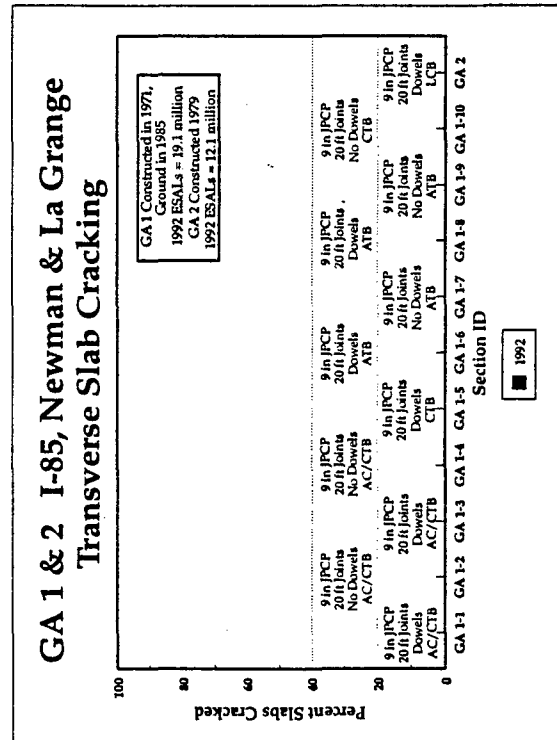 GA 1 & 2 I-85, Newman & La Grange
Transverse Slab Cracking
Percent Slabs Cracked
100
80
60
40
20
0
GA 1 Constructed in 1971,
Ground in 1985
1992 ESALs = 19.1 million
GA 2 Constructed 1979
1992 ESALs = 12.1 million
9 in JPCP
20 ft Joints
Dowels
AC/CTB
9 in JPCP
20 ft Joints
No Dowels
AC/CTB
9 in JPCP
20 ft Joints
Dowels
AC/CTB
9 in JPCP
20 ft Joints
No Dowels
AC/CTB
9 in JPCP
20 ft Joints
Dowels
CTB
9 in JPCP
20 ft Joints
Dowels
ATB
9 in JPCP
20 ft Joints
No Dowels
ATB
9 in JPCP
20 ft Joints
Dowels
ATB
9 in JPCP
20 ft Joints
No Dowels
ATB
9 in JPCP
20 ft Joints
No Dowels
CTB
9 in JPCP
20 ft Joints
Dowels
LCB
GA 1-1 GA 1-2 GA 1-3 GA 1-4 GA 1-5 GA 1-6 GA 1-7 GA 1-8 GA 1-9 GA 1-10 GA 2
Section ID
1992